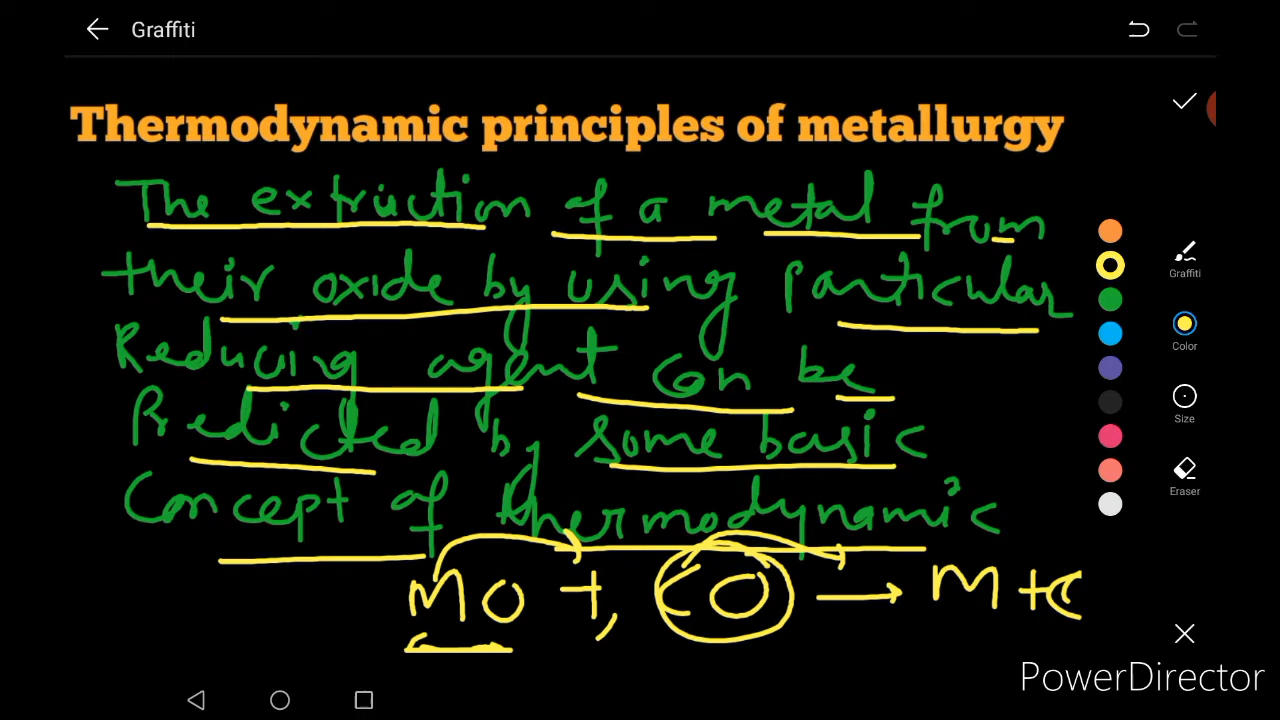 Graffiti
Thermodynamic principles of metallurgy
The extruction of a metal from
their oxide by using particular
Reducing agent can be
Predicted by some basic
Concept of thermodynamic
MO + CO → M + C
Graffiti
Color
Size
Eraser
PowerDirector